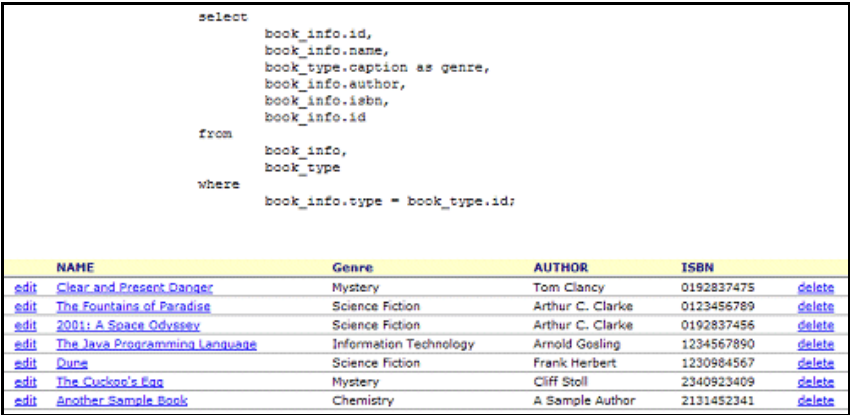 select
book_info.id,
book_info.name,
book_type.caption as genre,
book_info.author,
book_info.isbn,
book_info.id
from
book_info,
book_type
where
book_info.type = book_type.id;
NAME Genre AUTHOR ISBN
edit Clear and Present Danger Mystery Tom Clancy 0192837475 delete
edit The Fountains of Paradise Science Fiction Arthur C. Clarke 0123456789 delete
edit 2001: A Space Odyssey Science Fiction Arthur C. Clarke 0192837456 delete
edit The Java Programming Language Information Technology Arnold Gosling 1234567890 delete
edit Dune Science Fiction Frank Herbert 1230984567 delete
edit The Cuckoo's Egg Mystery Cliff Stoll 2340923409 delete
edit Another Sample Book Chemistry A Sample Author 2131452341 delete